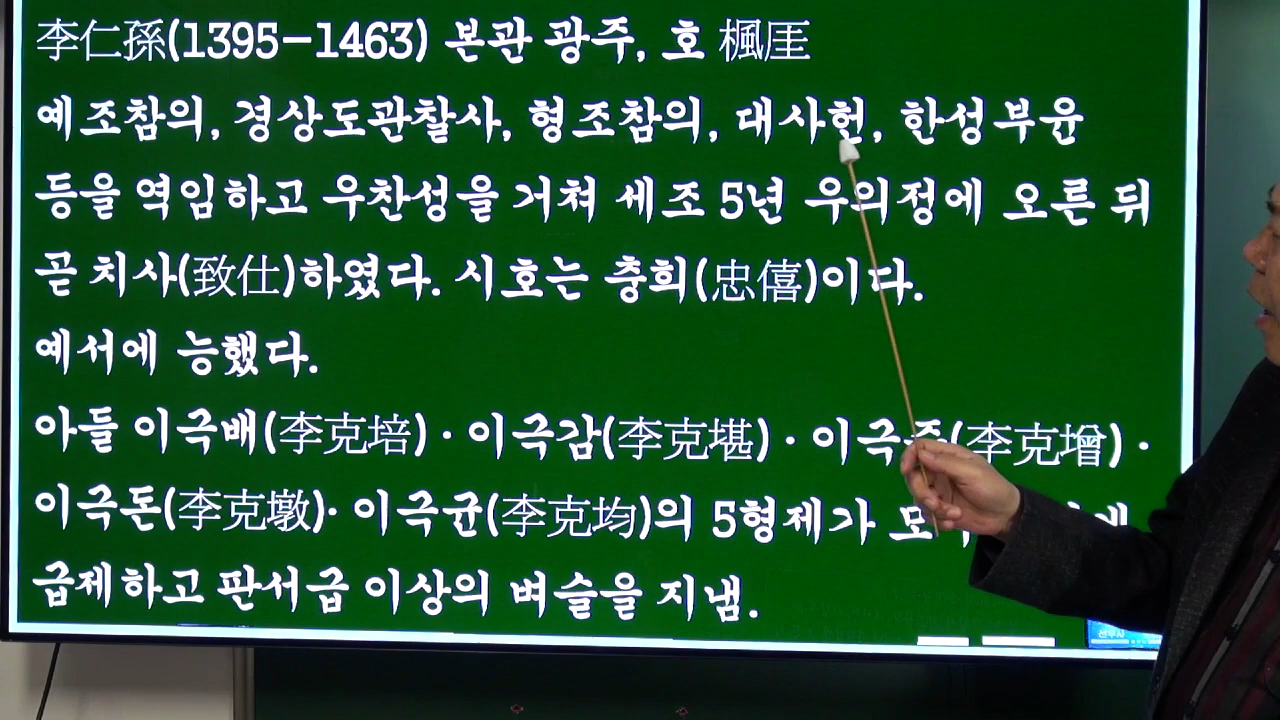 李仁孫(1395-1463) 본관 광주, 호 楓厓
예조참의, 경상도관찰사, 형조참의, 대사헌, 한성부윤
등을 역임하고 우찬성을 거쳐 세조 5년 우의정에 오른 뒤
곧 치사(致仕)하였다. 시호는 충희(忠僖)이다.
예서에 능했다.
아들 이극배(李克培)·이극감(李克堪)·이극(李克增)·
이극돈(李克墩)·이극균(李克均)의 5형제가
급제하고 판서급 이상의 벼슬을 지냄.